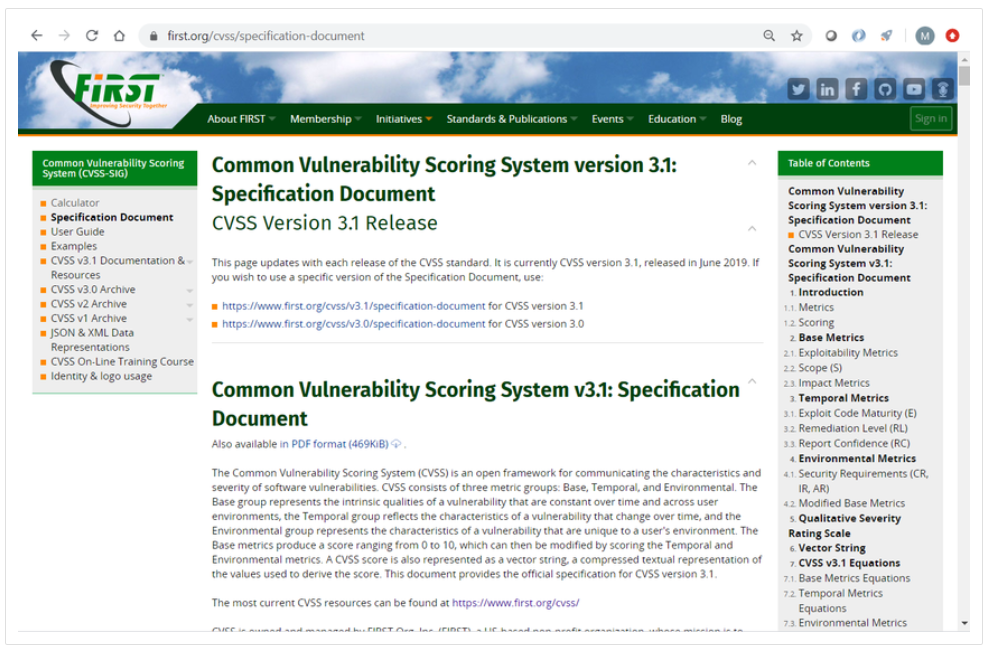 first.org/cvss/specification-document
M
FIRST
Improving Security Together
About FIRST Membership Initiatives Standards & Publications Events Education Blog
Sign in
Common Vulnerability Scoring
System (CVSS-SIG)
Calculator
Specification Document
User Guide
Examples
CVSS v3.1 Documentation &
Resources
CVSS v3.0 Archive
CVSS v2 Archive
CVSS v1 Archive
JSON & XML Data
Representations
CVSS On-Line Training Course
Identity & logo usage
Common Vulnerability Scoring System version 3.1:
Specification Document
CVSS Version 3.1 Release
This page updates with each release of the CVSS standard. It is currently CVSS version 3.1, released in June 2019. If
you wish to use a specific version of the Specification Document, use:
https://www.first.org/cvss/v3.1/specification-document for CVSS version 3.1
https://www.first.org/cvss/v3.0/specification-document for CVSS version 3.0
Common Vulnerability Scoring System v3.1: Specification
Document
Also available in PDF format (469KiB) .
The Common Vulnerability Scoring System (CVSS) is an open framework for communicating the characteristics and
severity of software vulnerabilities. CVSS consists of three metric groups: Base, Temporal, and Environmental. The
Base group represents the intrinsic qualities of a vulnerability that are constant over time and across user
environments, the Temporal group reflects the characteristics of a vulnerability that change over time, and the
Environmental group represents the characteristics of a vulnerability that are unique to a user's environment. The
Base metrics produce a score ranging from 0 to 10, which can then be modified by scoring the Temporal and
Environmental metrics. A CVSS score is also represented as a vector string, a compressed textual representation of
the values used to derive the score. This document provides the official specification for CVSS version 3.1.
The most current CVSS resources can be found at https://www.first.org/cvss/
CVSS is owned and managed by FIRST.Org, Inc. (FIRST), a US-based non-profit organization, whose mission is to
Table of Contents
Common Vulnerability
Scoring System version 3.1:
Specification Document
CVSS Version 3.1 Release
Common Vulnerability
Scoring System v3.1:
Specification Document
1. Introduction
1.1. Metrics
1.2. Scoring
2. Base Metrics
2.1. Exploitability Metrics
2.2. Scope (S)
2.3. Impact Metrics
3. Temporal Metrics
3.1. Exploit Code Maturity (E)
3.2. Remediation Level (RL)
3.3. Report Confidence (RC)
4. Environmental Metrics
4.1. Security Requirements (CR,
IR, AR)
4.2. Modified Base Metrics
5. Qualitative Severity
Rating Scale
6. Vector String
7. CVSS v3.1 Equations
7.1. Base Metrics Equations
7.2. Temporal Metrics
Equations
7.3. Environmental Metrics